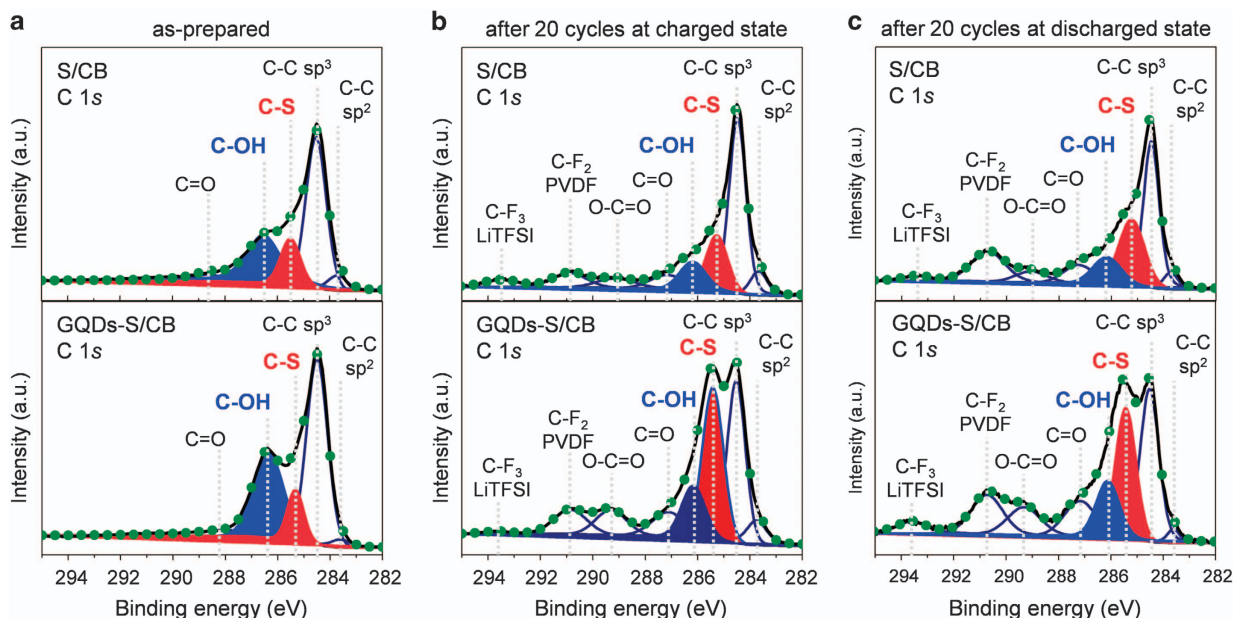 a
as-prepared
S/CB
C 1s
C-C sp³
C-C
sp²
C-S
C-OH
C=O
Intensity (a.u.)
GQDs-S/CB
C 1s
C-C sp³
C-C
sp²
C-S
C-OH
C=O
Intensity (a.u.)
294 292 290 288 286 284 282
Binding energy (eV)
b
after 20 cycles at charged state
S/CB
C 1s
C-C sp³
C-C
sp²
C-S
C-OH
C-F₂
PVDF
C=O
O-C=O
C-F₃
LiTFSI
Intensity (a.u.)
GQDs-S/CB
C 1s
C-C sp³
C-C
sp²
C-S
C-OH
C-F₂
PVDF
C=O
O-C=O
C-F₃
LiTFSI
Intensity (a.u.)
294 292 290 288 286 284 282
Binding energy (eV)
c
after 20 cycles at discharged state
S/CB
C 1s
C-C sp³
C-C
sp²
C-S
C-OH
C-F₂
PVDF
C=O
O-C=O
C-F₃
LiTFSI
Intensity (a.u.)
GQDs-S/CB
C 1s
C-C sp³
C-C
sp²
C-S
C-OH
C-F₂
PVDF
C=O
O-C=O
C-F₃
LiTFSI
Intensity (a.u.)
294 292 290 288 286 284 282
Binding energy (eV)